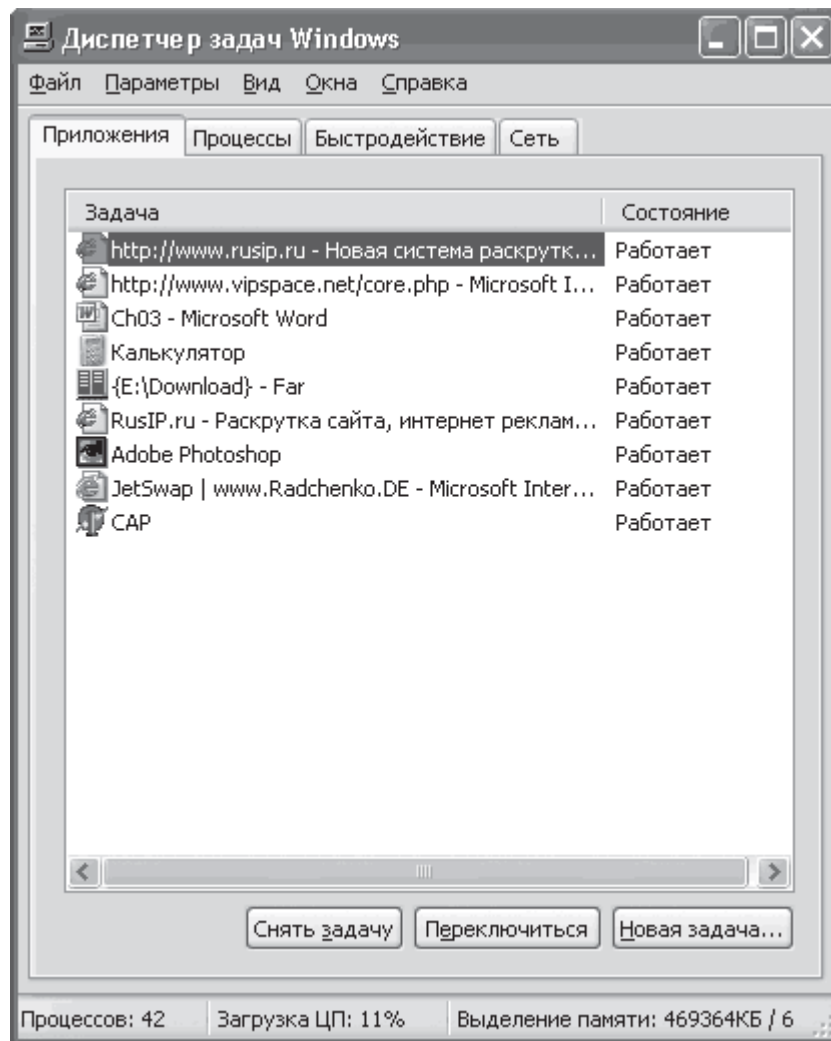 Диспетчер задач Windows
Файл Параметры Вид Окна Справка
Приложения Процессы Быстродействие Сеть
Задача Состояние
http://www.rusip.ru - Новая система раскрутк... Работает
http://www.vipspace.net/core.php - Microsoft I... Работает
Ch03 - Microsoft Word Работает
Калькулятор Работает
{E:\Download} - Far Работает
RusIP.ru - Раскрутка сайта, интернет реклам... Работает
Adobe Photoshop Работает
JetSwap | www.Radchenko.DE - Microsoft Inter... Работает
CAP Работает
Снять задачу Переключиться Новая задача...
Процессов: 42 Загрузка ЦП: 11% Выделение памяти: 469364КБ / 6